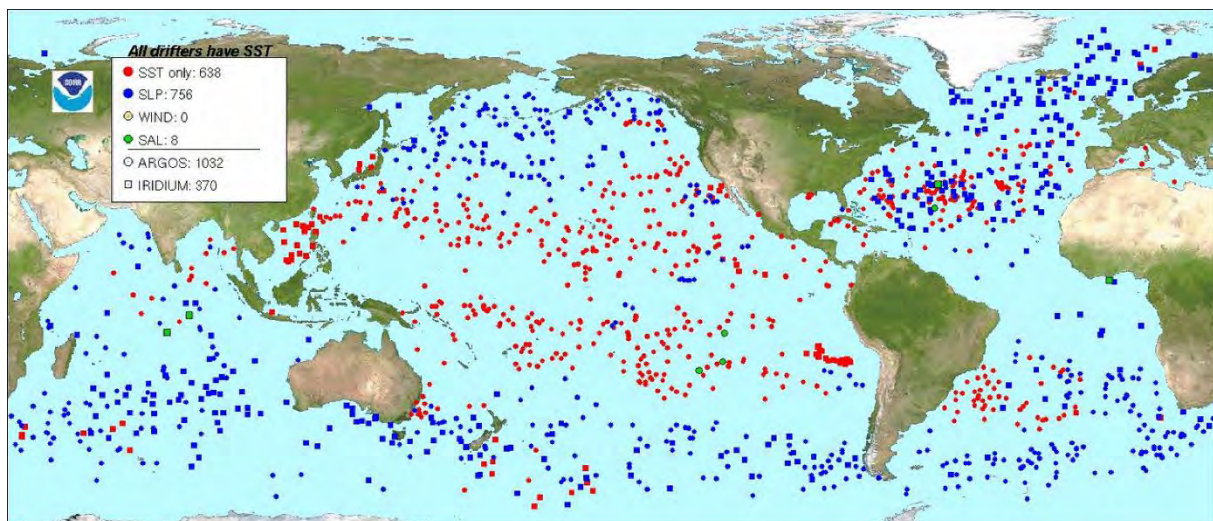 All drifters have SST
SST only: 638
SLP: 756
WIND: 0
SAL: 8
ARGOS: 1032
IRIDIUM: 370